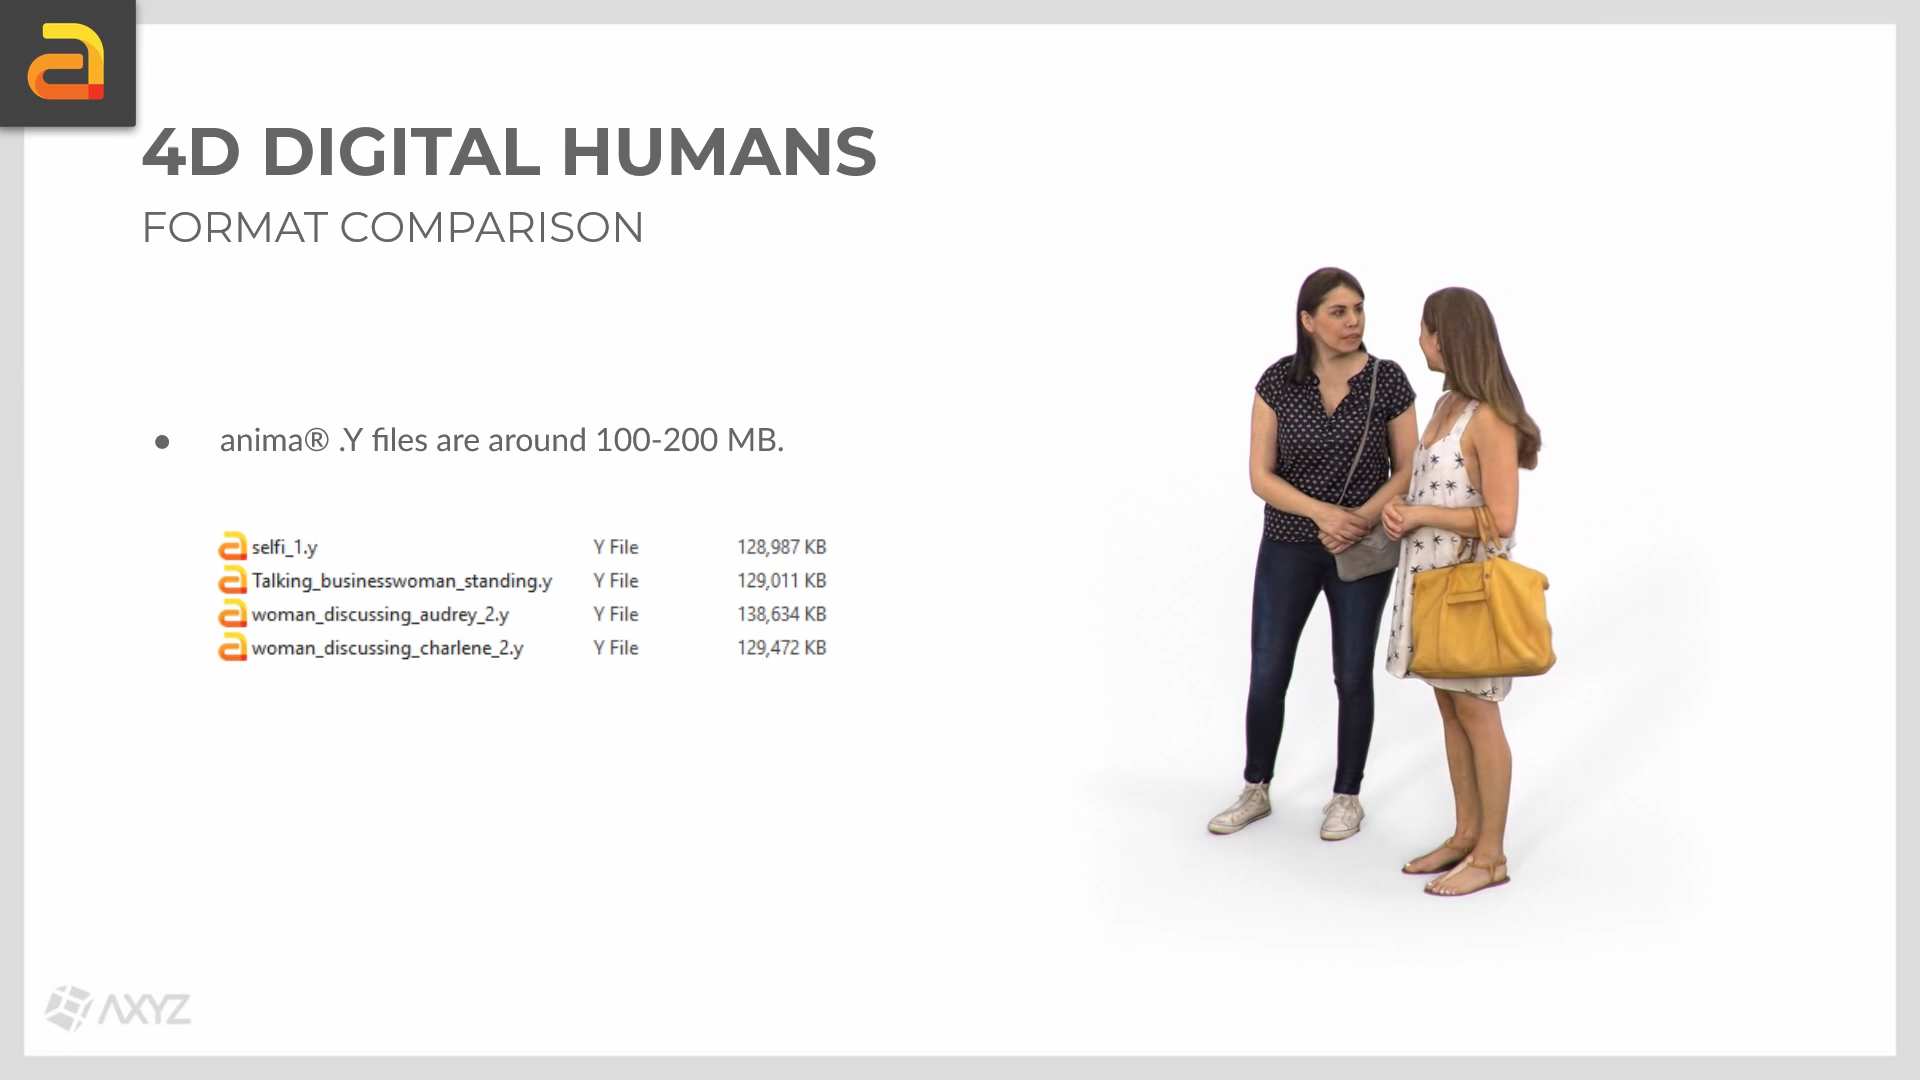 4D DIGITAL HUMANS
FORMAT COMPARISON
● anima® .Y files are around 100-200 MB.
selfi_1.y Y File 128,987 KB
Talking_businesswoman_standing.y Y File 129,011 KB
woman_discussing_audrey_2.y Y File 138,634 KB
woman_discussing_charlene_2.y Y File 129,472 KB
AXYZ